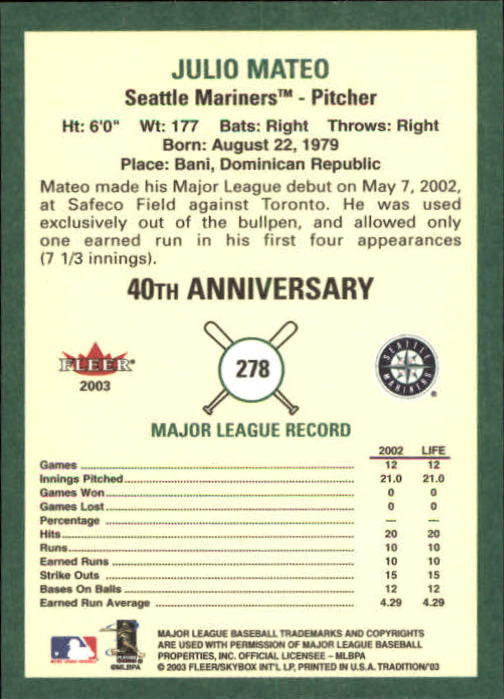 JULIO MATEO
Seattle Mariners™ - Pitcher
Ht: 6'0" Wt: 177 Bats: Right Throws: Right
Born: August 22, 1979
Place: Bani, Dominican Republic
Mateo made his Major League debut on May 7, 2002,
at Safeco Field against Toronto. He was used
exclusively out of the bullpen, and allowed only
one earned run in his first four appearances
(7 1/3 innings).
40TH ANNIVERSARY
FLEER®
2003
278
SEATTLE
MARINERS
®
MAJOR LEAGUE RECORD
2002 LIFE
Games 12 12
Innings Pitched 21.0 21.0
Games Won 0 0
Games Lost 0 0
Percentage — —
Hits 20 20
Runs 10 10
Earned Runs 10 10
Strike Outs 15 15
Bases On Balls 12 12
Earned Run Average 4.29 4.29
©MLBPA
MAJOR LEAGUE BASEBALL TRADEMARKS AND COPYRIGHTS
ARE USED WITH PERMISSION OF MAJOR LEAGUE BASEBALL
PROPERTIES, INC. OFFICIAL LICENSEE – MLBPA
© 2003 FLEER/SKYBOX INT'L LP, PRINTED IN U.S.A. TRADITION'03